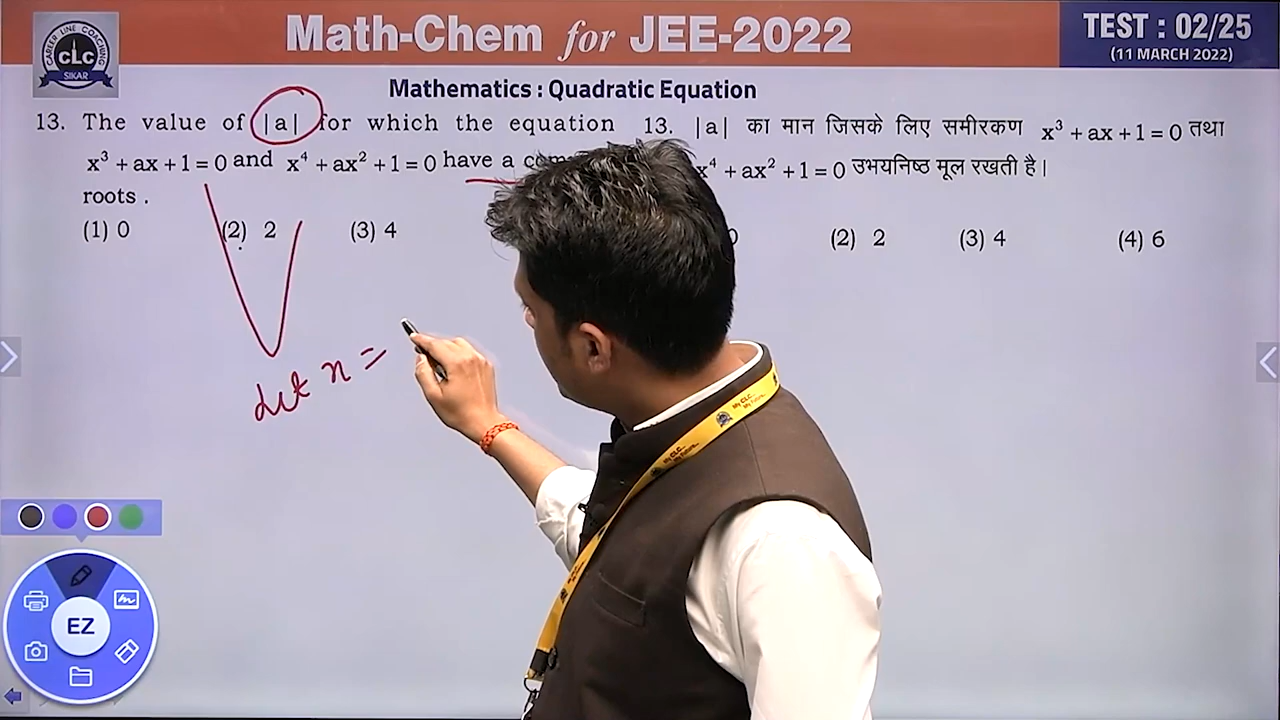 Math-Chem for JEE-2022
TEST : 02/25
(11 MARCH 2022)
CAREER LINE COACHING
CLC
SIKAR
Mathematics : Quadratic Equation
13. The value of |a| for which the equation
x³ + ax + 1 = 0 and x⁴ + ax² + 1 = 0 have a
roots .
(1) 0 (2) 2 (3) 4
13. |a| का मान जिसके लिए समीरकण x³ + ax + 1 = 0 तथा
x⁴ + ax² + 1 = 0 उभयनिष्ठ मूल रखती है।
(2) 2 (3) 4 (4) 6
Let x =
EZ